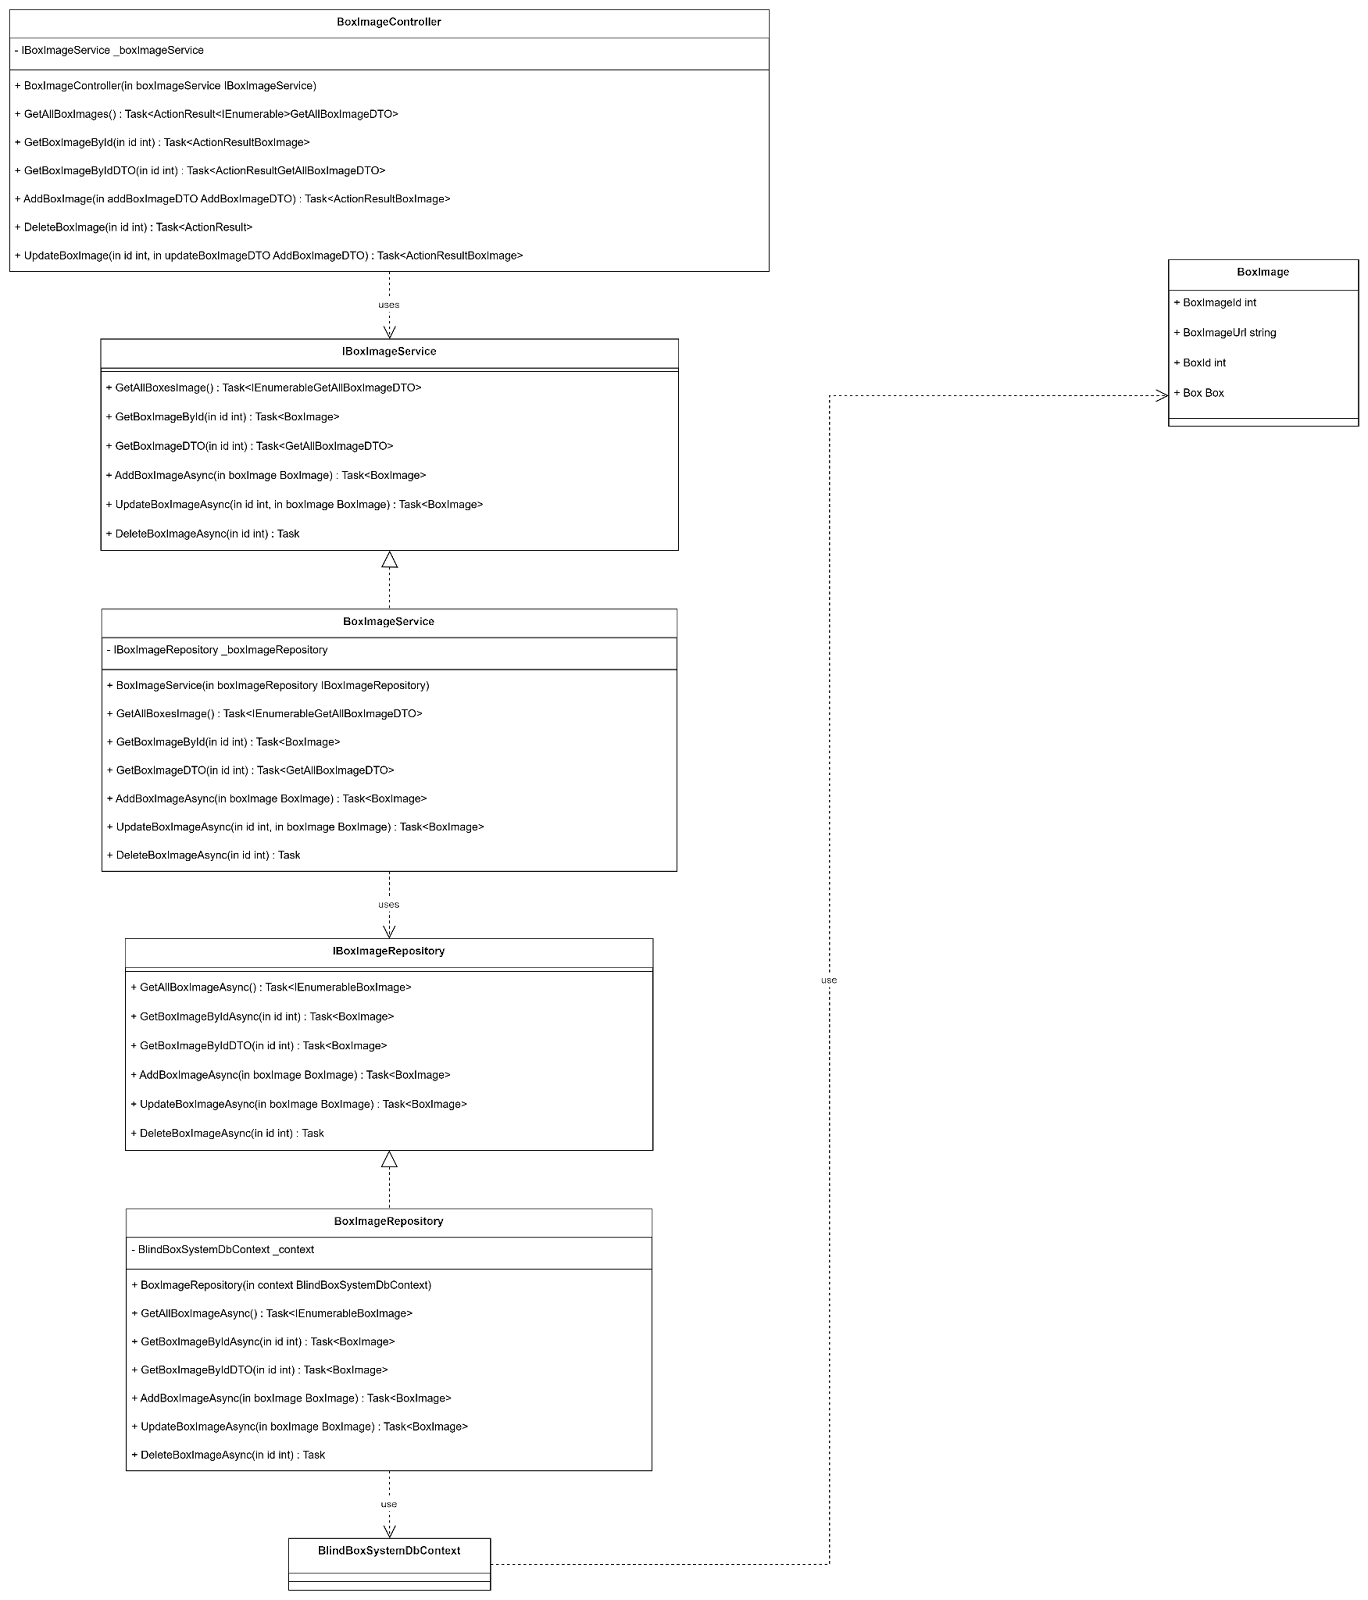 BoxImageController
- IBoxImageService _boxImageService
+ BoxImageController(in boxImageService IBoxImageService)
+ GetAllBoxImages() : Task<ActionResult<IEnumerable>GetAllBoxImageDTO>
+ GetBoxImageById(in id int) : Task<ActionResultBoxImage>
+ GetBoxImageByIdDTO(in id int) : Task<ActionResultGetAllBoxImageDTO>
+ AddBoxImage(in addBoxImageDTO AddBoxImageDTO) : Task<ActionResultBoxImage>
+ DeleteBoxImage(in id int) : Task<ActionResult>
+ UpdateBoxImage(in id int, in updateBoxImageDTO AddBoxImageDTO) : Task<ActionResultBoxImage>
uses
IBoxImageService
+ GetAllBoxesImage() : Task<IEnumerableGetAllBoxImageDTO>
+ GetBoxImageById(in id int) : Task<BoxImage>
+ GetBoxImageDTO(in id int) : Task<GetAllBoxImageDTO>
+ AddBoxImageAsync(in boxImage BoxImage) : Task<BoxImage>
+ UpdateBoxImageAsync(in id int, in boxImage BoxImage) : Task<BoxImage>
+ DeleteBoxImageAsync(in id int) : Task
BoxImageService
- IBoxImageRepository _boxImageRepository
+ BoxImageService(in boxImageRepository IBoxImageRepository)
+ GetAllBoxesImage() : Task<IEnumerableGetAllBoxImageDTO>
+ GetBoxImageById(in id int) : Task<BoxImage>
+ GetBoxImageDTO(in id int) : Task<GetAllBoxImageDTO>
+ AddBoxImageAsync(in boxImage BoxImage) : Task<BoxImage>
+ UpdateBoxImageAsync(in id int, in boxImage BoxImage) : Task<BoxImage>
+ DeleteBoxImageAsync(in id int) : Task
uses
IBoxImageRepository
+ GetAllBoxImageAsync() : Task<IEnumerableBoxImage>
+ GetBoxImageByIdAsync(in id int) : Task<BoxImage>
+ GetBoxImageByIdDTO(in id int) : Task<BoxImage>
+ AddBoxImageAsync(in boxImage BoxImage) : Task<BoxImage>
+ UpdateBoxImageAsync(in boxImage BoxImage) : Task<BoxImage>
+ DeleteBoxImageAsync(in id int) : Task
BoxImageRepository
- BlindBoxSystemDbContext _context
+ BoxImageRepository(in context BlindBoxSystemDbContext)
+ GetAllBoxImageAsync() : Task<IEnumerableBoxImage>
+ GetBoxImageByIdAsync(in id int) : Task<BoxImage>
+ GetBoxImageByIdDTO(in id int) : Task<BoxImage>
+ AddBoxImageAsync(in boxImage BoxImage) : Task<BoxImage>
+ UpdateBoxImageAsync(in boxImage BoxImage) : Task<BoxImage>
+ DeleteBoxImageAsync(in id int) : Task
use
BlindBoxSystemDbContext
use
BoxImage
+ BoxImageId int
+ BoxImageUrl string
+ BoxId int
+ Box Box